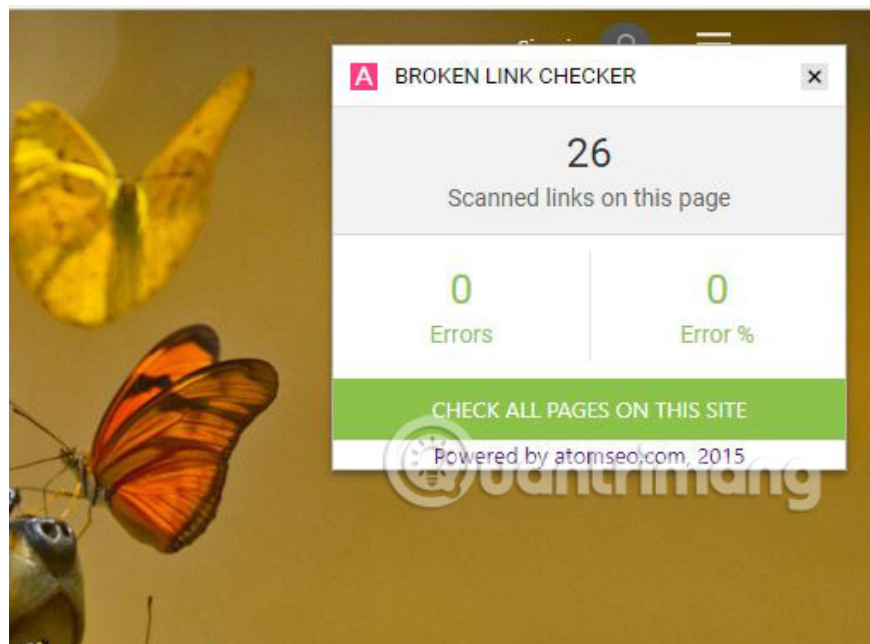 A BROKEN LINK CHECKER
26
Scanned links on this page
0 0
Errors Error %
CHECK ALL PAGES ON THIS SITE
Powered by atomseo.com, 2015
Quantrimang